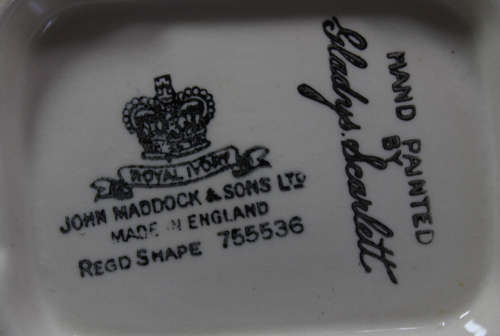 ROYAL IVORY
JOHN MADDOCK & SONS LTD
MADE IN ENGLAND
REGD SHAPE 755536
HAND PAINTED
BY
Gladys. Scarlett